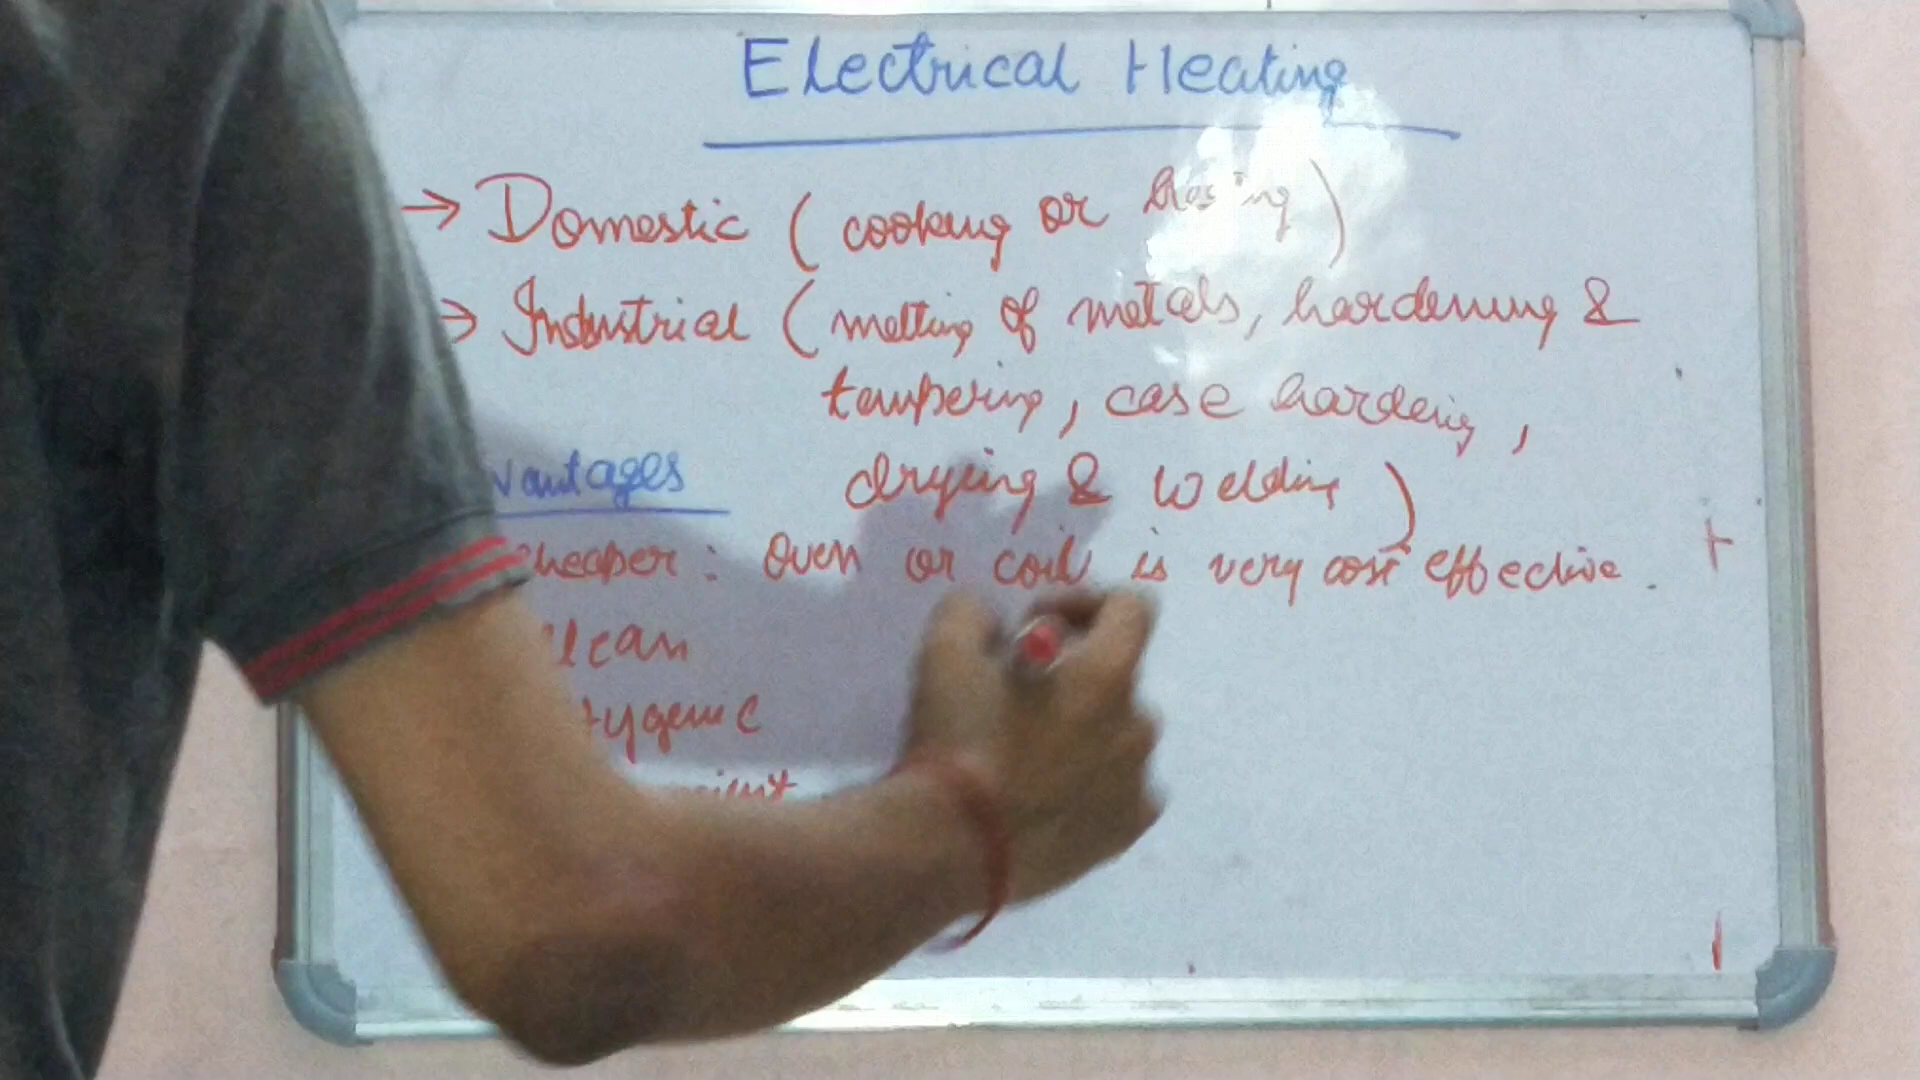 Electrical Heating
→ Domestic ( cooking or )
→ Industrial ( melting of metals, hardening &
tempering, case hardening,
drying & welding )
vantages
cheaper : Oven or coil is very cost effective.
clean
Hygenic